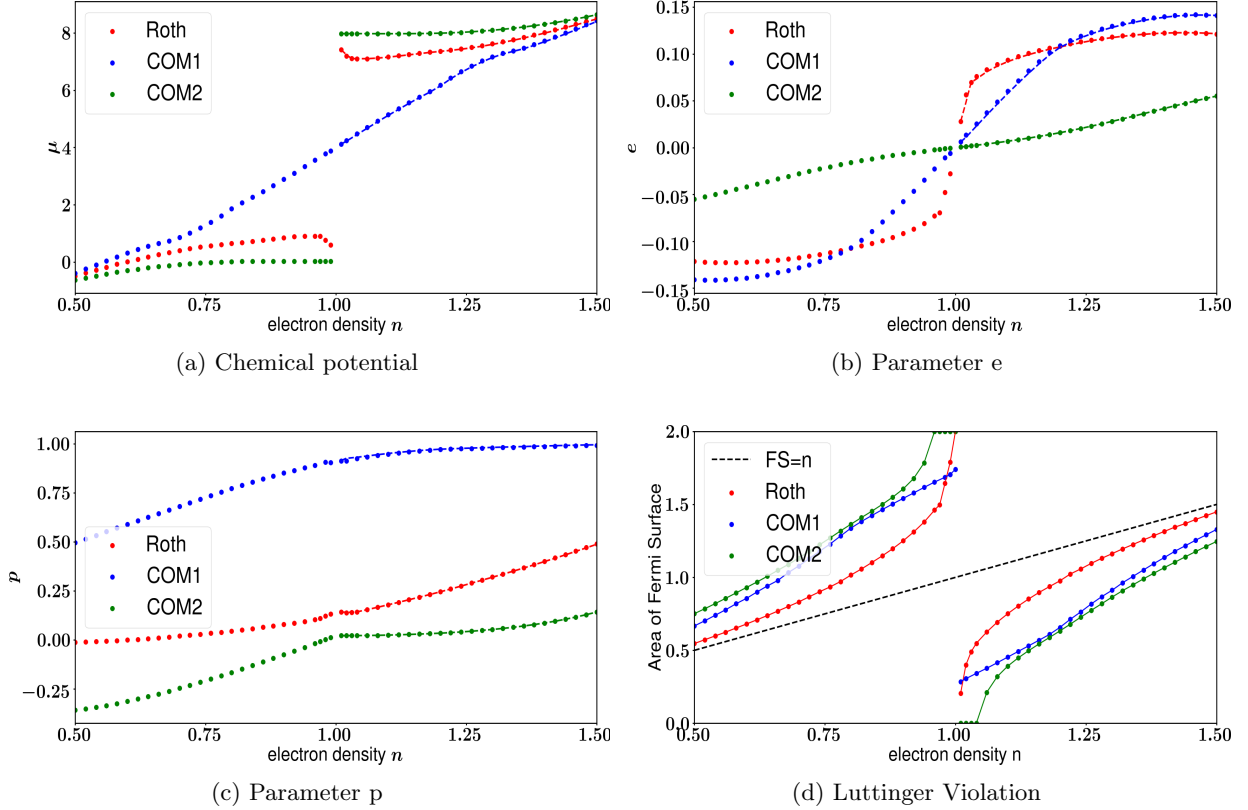 8
6
4
2
0
μ
Roth
COM1
COM2
0.50
0.75
1.00
1.25
1.50
electron density n
(a) Chemical potential
0.15
0.10
0.05
0.00
−0.05
−0.10
−0.15
e
Roth
COM1
COM2
0.50
0.75
1.00
1.25
1.50
electron density n
(b) Parameter e
1.00
0.75
0.50
0.25
0.00
−0.25
p
Roth
COM1
COM2
0.50
0.75
1.00
1.25
1.50
electron density n
(c) Parameter p
2.0
1.5
1.0
0.5
0.0
Area of Fermi Surface
FS=n
Roth
COM1
COM2
0.50
0.75
1.00
1.25
1.50
electron density n
(d) Luttinger Violation